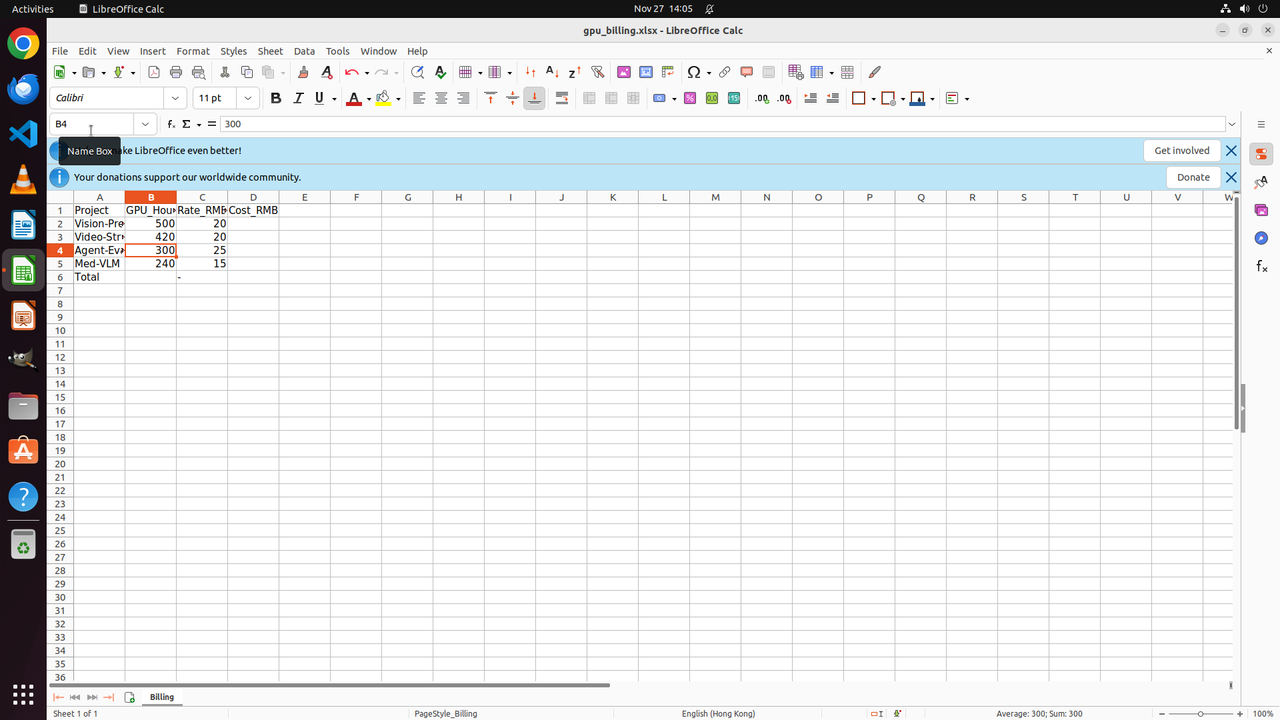 Activities
LibreOffice Calc
Nov 27 14:05
gpu_billing.xlsx - LibreOffice Calc
File Edit View Insert Format Styles Sheet Data Tools Window Help
Calibri
11 pt
B4
300
Name Box
make LibreOffice even better!
Get involved
Your donations support our worldwide community.
Donate
A B C D E F G H I J K L M N O P Q R S T U V W
1 Project GPU_Hou Rate_RMB Cost_RMB
2 Vision-Pre 500 20
3 Video-Str 420 20
4 Agent-Eva 300 25
5 Med-VLM 240 15
6 Total -
7
8
9
10
11
12
13
14
15
16
17
18
19
20
21
22
23
24
25
26
27
28
29
30
31
32
33
34
35
36
Billing
Sheet 1 of 1
PageStyle_Billing
English (Hong Kong)
Average: 300; Sum: 300
100%